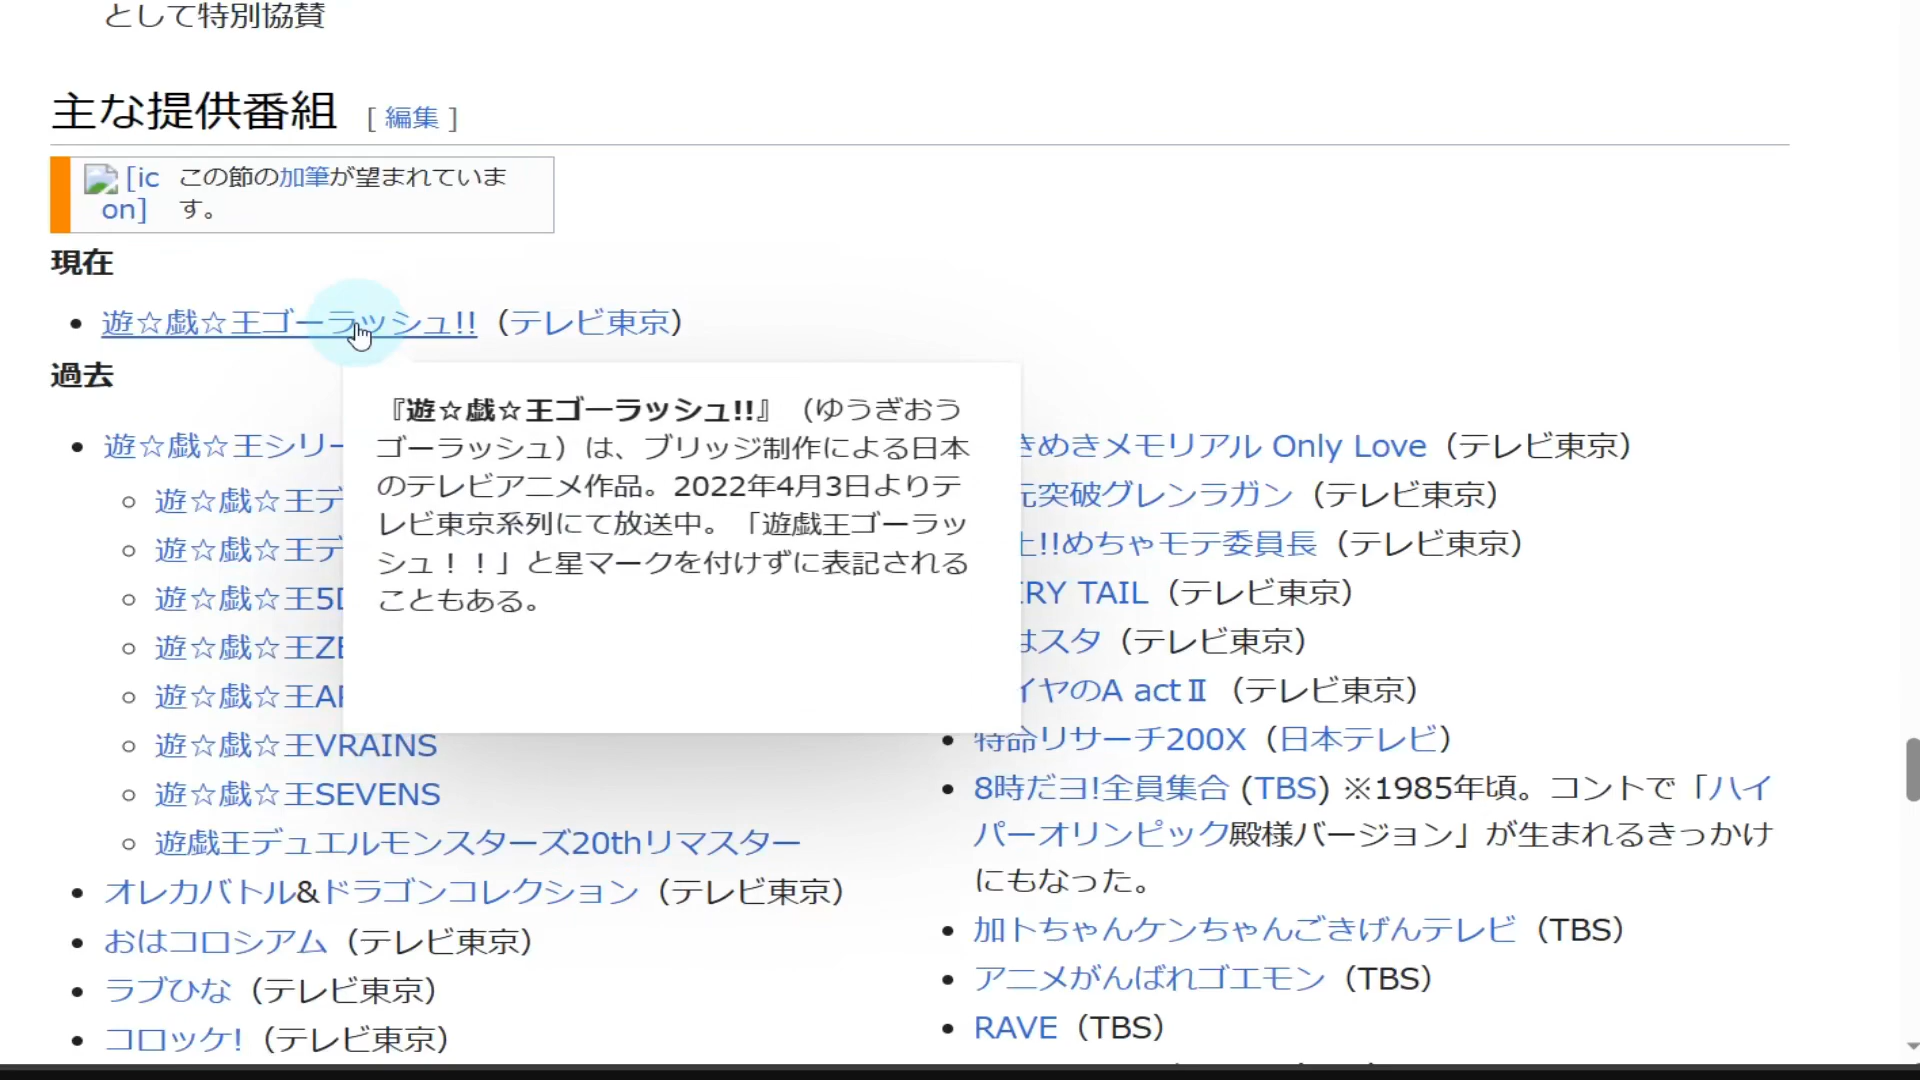 として特別協賛
主な提供番組 [ 編集 ]
[ic
on]
この節の加筆が望まれていま
す。
現在
遊☆戯☆王ゴーラッシュ!!（テレビ東京）
過去
『遊☆戯☆王ゴーラッシュ!!』（ゆうぎおう
ゴーラッシュ）は、ブリッジ制作による日本
のテレビアニメ作品。2022年4月3日よりテ
レビ東京系列にて放送中。「遊戯王ゴーラッ
シュ！！」と星マークを付けずに表記される
こともある。
遊☆戯☆王シリー
遊☆戯☆王デ
遊☆戯☆王デ
遊☆戯☆王5D
遊☆戯☆王ZE
遊☆戯☆王AR
遊☆戯☆王VRAINS
遊☆戯☆王SEVENS
遊戯王デュエルモンスターズ20thリマスター
オレカバトル&ドラゴンコレクション（テレビ東京）
おはコロシアム（テレビ東京）
ラブひな（テレビ東京）
コロッケ!（テレビ東京）
きめきメモリアル Only Love（テレビ東京）
元突破グレンラガン（テレビ東京）
上!!めちゃモテ委員長（テレビ東京）
IRY TAIL（テレビ東京）
はスタ（テレビ東京）
イヤのA actⅡ（テレビ東京）
特命リサーチ200X（日本テレビ）
8時だヨ!全員集合 (TBS) ※1985年頃。コントで「ハイ
パーオリンピック殿様バージョン」が生まれるきっかけ
にもなった。
加トちゃんケンちゃんごきげんテレビ（TBS）
アニメがんばれゴエモン（TBS）
RAVE（TBS）